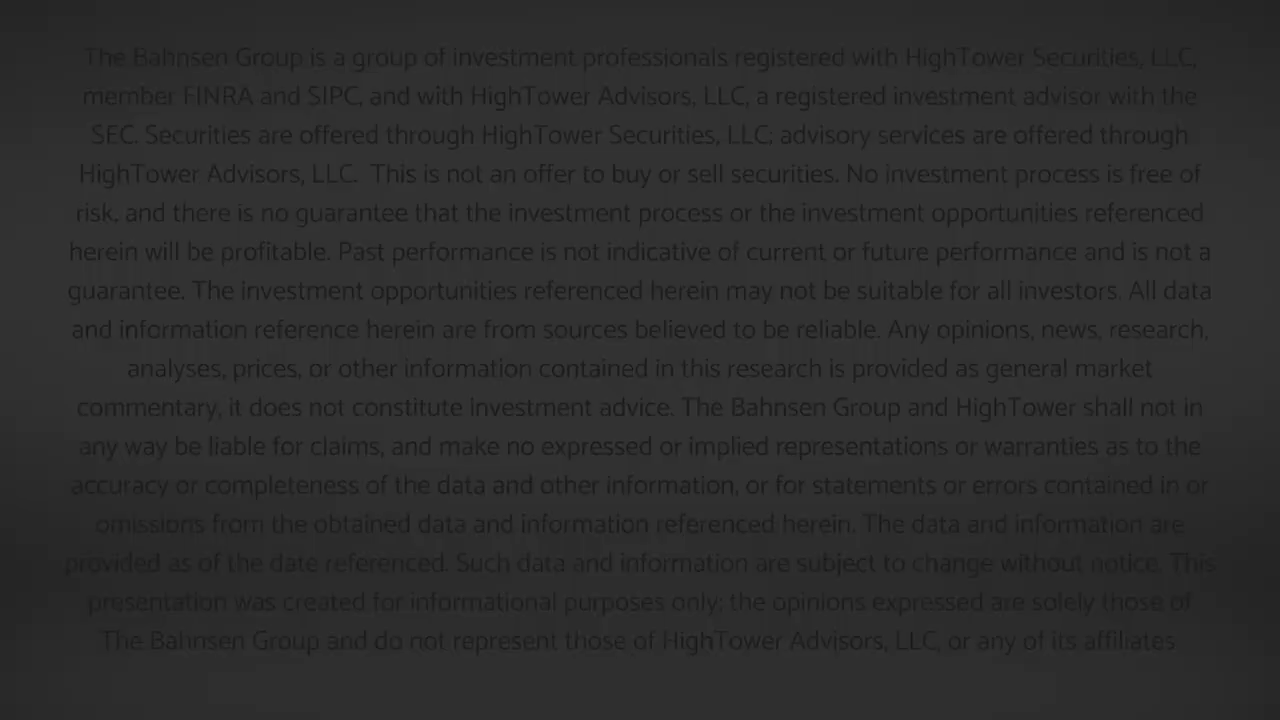 The Bahnsen Group is a group of investment professionals registered with HighTower Securities, LLC,
member FINRA and SIPC, and with HighTower Advisors, LLC, a registered investment advisor with the
SEC. Securities are offered through HighTower Securities, LLC; advisory services are offered through
HighTower Advisors, LLC.  This is not an offer to buy or sell securities. No investment process is free of
risk, and there is no guarantee that the investment process or the investment opportunities referenced
herein will be profitable. Past performance is not indicative of current or future performance and is not a
guarantee. The investment opportunities referenced herein may not be suitable for all investors. All data
and information reference herein are from sources believed to be reliable. Any opinions, news, research,
analyses, prices, or other information contained in this research is provided as general market
commentary, it does not constitute investment advice. The Bahnsen Group and HighTower shall not in
any way be liable for claims, and make no expressed or implied representations or warranties as to the
accuracy or completeness of the data and other information, or for statements or errors contained in or
omissions from the obtained data and information referenced herein. The data and information are
provided as of the date referenced. Such data and information are subject to change without notice. This
presentation was created for informational purposes only; the opinions expressed are solely those of
The Bahnsen Group and do not represent those of HighTower Advisors, LLC, or any of its affiliates